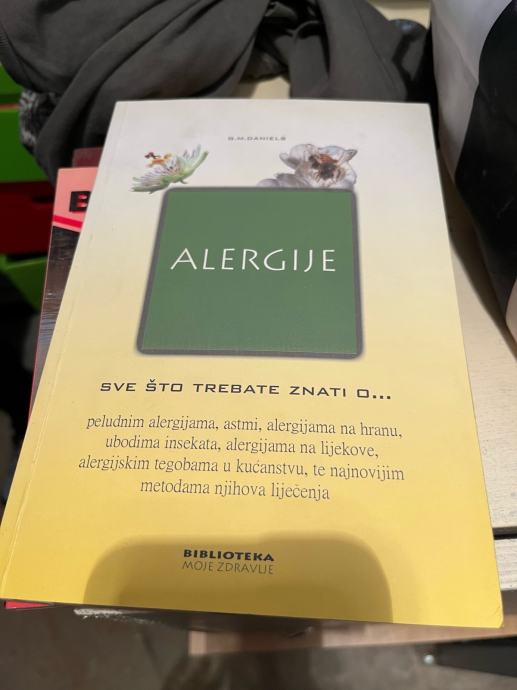 G.M.DANIELS
B
ALERGIJE
SVE ŠTO TREBATE ZNATI O...
peludnim alergijama, astmi, alergijama na hranu,
ubodima insekata, alergijama na lijekove,
alergijskim tegobama u kućanstvu, te najnovijim
metodama njihova liječenja
BIBLIOTEKA
MOJE ZDRAVLJE